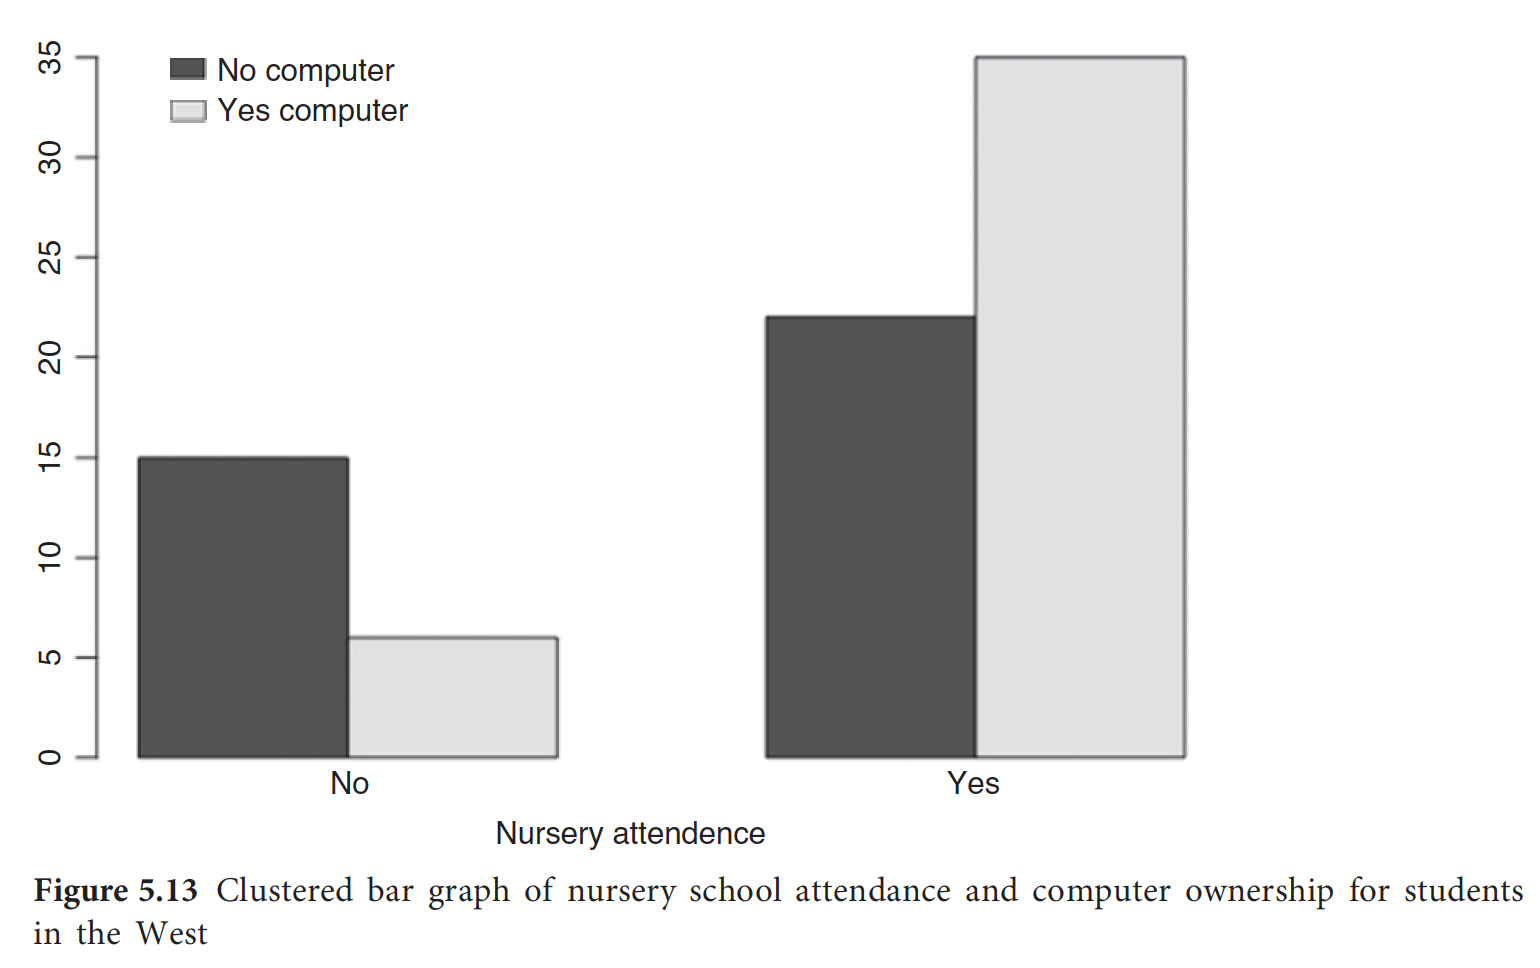 35
30
25
20
15
10
5
0
No computer
Yes computer
No
Yes
Nursery attendence
Figure 5.13 Clustered bar graph of nursery school attendance and computer ownership for students
in the West